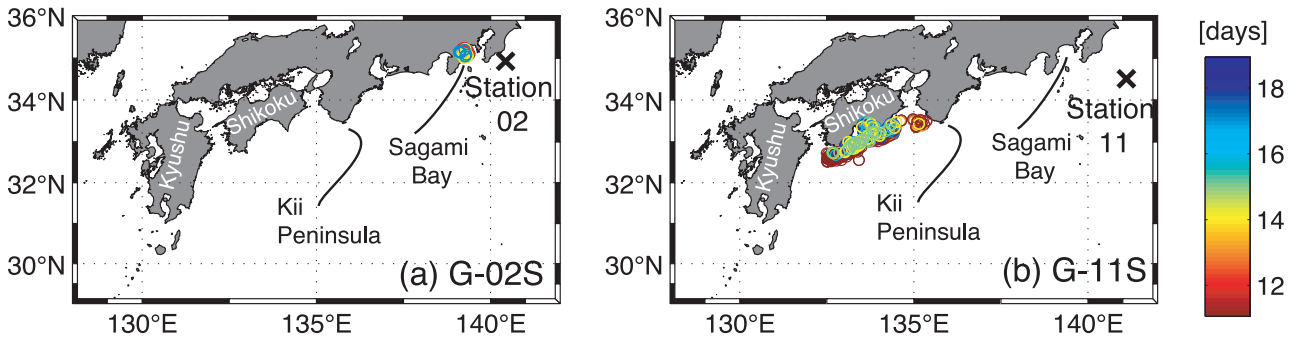 36°N
34°N
32°N
30°N
130°E
135°E
140°E
Kyushu
Shikoku
Kii
Peninsula
Sagami
Bay
Station
02
(a) G-02S
36°N
34°N
32°N
30°N
130°E
135°E
140°E
Kyushu
Shikoku
Kii
Peninsula
Sagami
Bay
Station
11
(b) G-11S
[days]
18
16
14
12